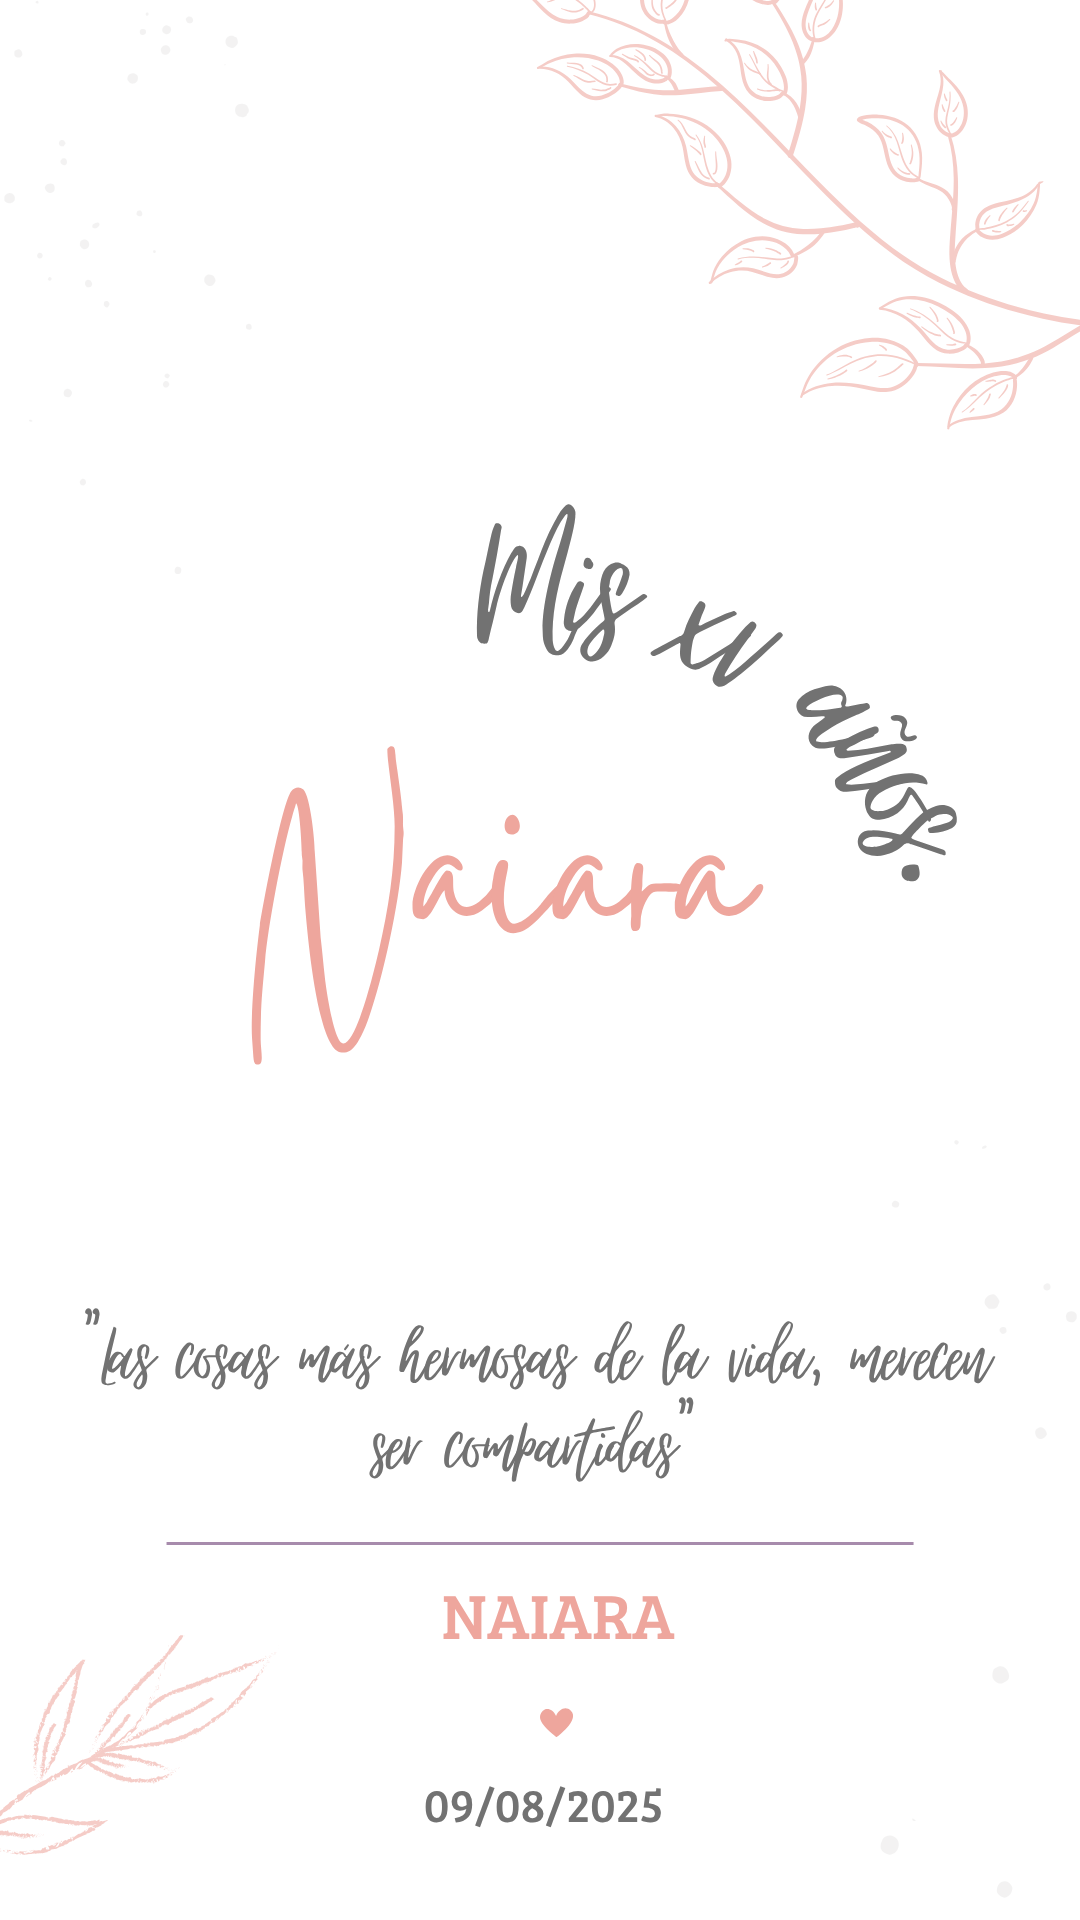 Mis xv años.
Naiara
"Las cosas más hermosas de la vida, merecen
ser compartidas"
NAIARA
09/08/2025